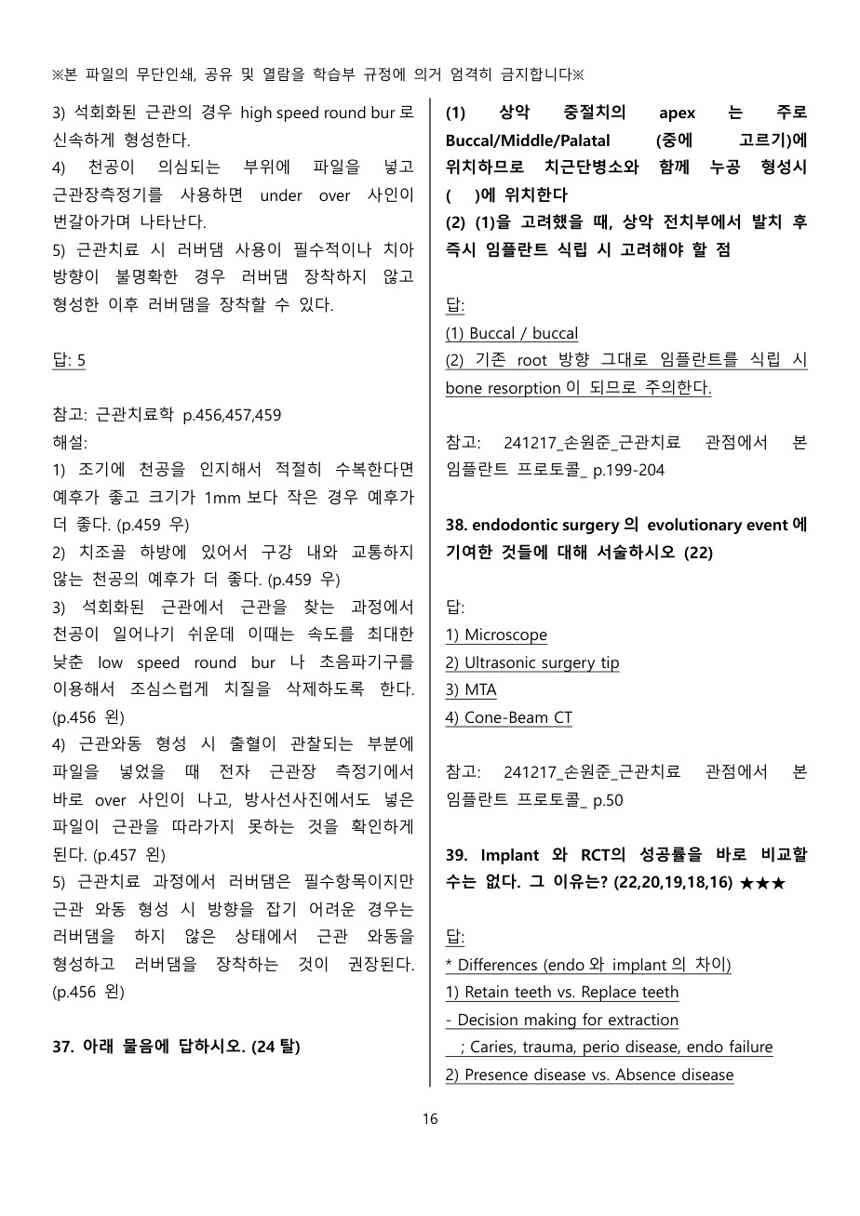 ※본 파일의 무단인쇄, 공유 및 열람을 학습부 규정에 의거 엄격히 금지합니다※
3) 석회화된 근관의 경우 high speed round bur 로
신속하게 형성한다.
4) 천공이 의심되는 부위에 파일을 넣고
근관장측정기를 사용하면 under over 사인이
번갈아가며 나타난다.
5) 근관치료 시 러버댐 사용이 필수적이나 치아
방향이 불명확한 경우 러버댐 장착하지 않고
형성한 이후 러버댐을 장착할 수 있다.
답: 5
참고: 근관치료학 p.456,457,459
해설:
1) 조기에 천공을 인지해서 적절히 수복한다면
예후가 좋고 크기가 1mm 보다 작은 경우 예후가
더 좋다. (p.459 우)
2) 치조골 하방에 있어서 구강 내와 교통하지
않는 천공의 예후가 더 좋다. (p.459 우)
3) 석회화된 근관에서 근관을 찾는 과정에서
천공이 일어나기 쉬운데 이때는 속도를 최대한
낮춘 low speed round bur 나 초음파기구를
이용해서 조심스럽게 치질을 삭제하도록 한다.
(p.456 왼)
4) 근관와동 형성 시 출혈이 관찰되는 부분에
파일을 넣었을 때 전자 근관장 측정기에서
바로 over 사인이 나고, 방사선사진에서도 넣은
파일이 근관을 따라가지 못하는 것을 확인하게
된다. (p.457 왼)
5) 근관치료 과정에서 러버댐은 필수항목이지만
근관 와동 형성 시 방향을 잡기 어려운 경우는
러버댐을 하지 않은 상태에서 근관 와동을
형성하고 러버댐을 장착하는 것이 권장된다.
(p.456 왼)
37. 아래 물음에 답하시오. (24 탈)
(1) 상악 중절치의 apex 는 주로
Buccal/Middle/Palatal (중에 고르기)에
위치하므로 치근단병소와 함께 누공 형성시
( )에 위치한다
(2) (1)을 고려했을 때, 상악 전치부에서 발치 후
즉시 임플란트 식립 시 고려해야 할 점
답:
(1) Buccal / buccal
(2) 기존 root 방향 그대로 임플란트를 식립 시
bone resorption 이 되므로 주의한다.
참고: 241217_손원준_근관치료 관점에서 본
임플란트 프로토콜_ p.199-204
38. endodontic surgery 의 evolutionary event 에
기여한 것들에 대해 서술하시오 (22)
답:
1) Microscope
2) Ultrasonic surgery tip
3) MTA
4) Cone-Beam CT
참고: 241217_손원준_근관치료 관점에서 본
임플란트 프로토콜_ p.50
39. Implant 와 RCT의 성공률을 바로 비교할
수는 없다. 그 이유는? (22,20,19,18,16) ★★★
답:
* Differences (endo 와 implant 의 차이)
1) Retain teeth vs. Replace teeth
- Decision making for extraction
; Caries, trauma, perio disease, endo failure
2) Presence disease vs. Absence disease
16